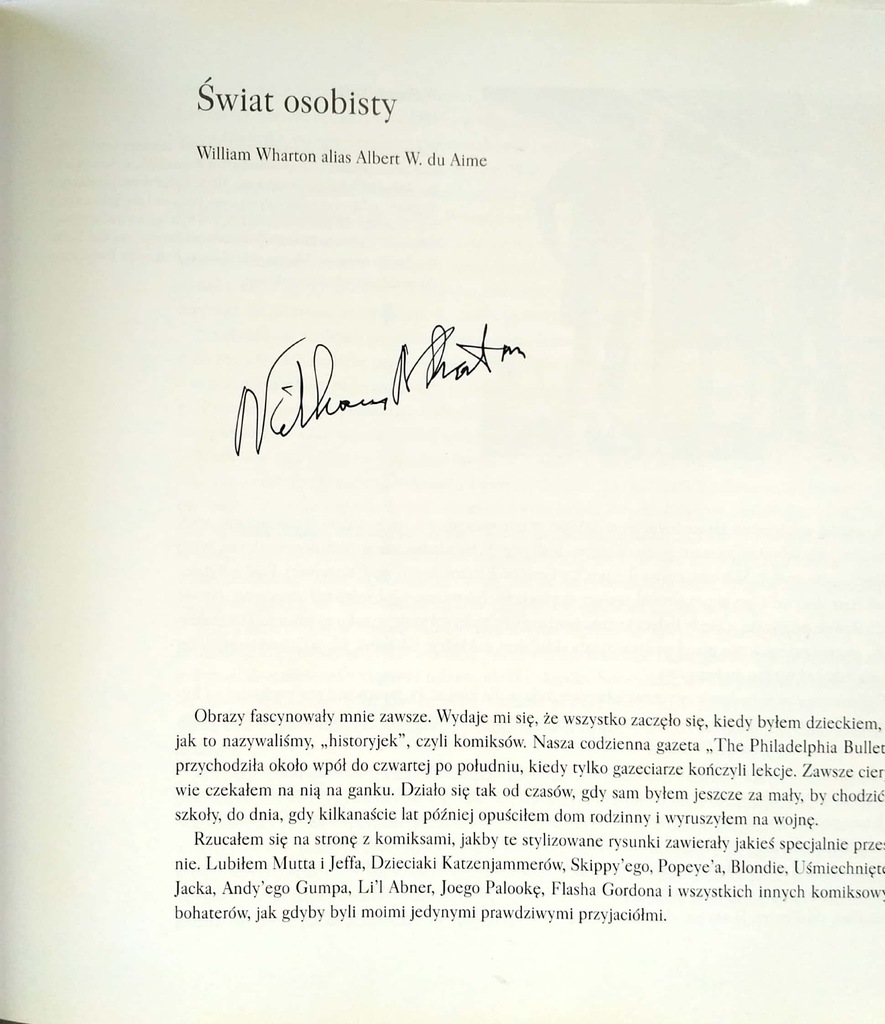 Świat osobisty
William Wharton alias Albert W. du Aime
William Wharton
Obrazy fascynowały mnie zawsze. Wydaje mi się, że wszystko zaczęło się, kiedy byłem dzieckiem,
jak to nazywaliśmy, „historyjek”, czyli komiksów. Nasza codzienna gazeta „The Philadelphia Bullet
przychodziła około wpół do czwartej po południu, kiedy tylko gazeciarze kończyli lekcje. Zawsze cier
wie czekałem na nią na ganku. Działo się tak od czasów, gdy sam byłem jeszcze za mały, by chodzić
szkoły, do dnia, gdy kilkanaście lat później opuściłem dom rodzinny i wyruszyłem na wojnę.
Rzucałem się na stronę z komiksami, jakby te stylizowane rysunki zawierały jakieś specjalnie prze
nie. Lubiłem Mutta i Jeffa, Dzieciaki Katzenjammerów, Skippy’ego, Popeye’a, Blondie, Uśmiechnięte
Jacka, Andy’ego Gumpa, Li’l Abner, Joego Palookę, Flasha Gordona i wszystkich innych komiksowy
bohaterów, jak gdyby byli moimi jedynymi prawdziwymi przyjaciółmi.